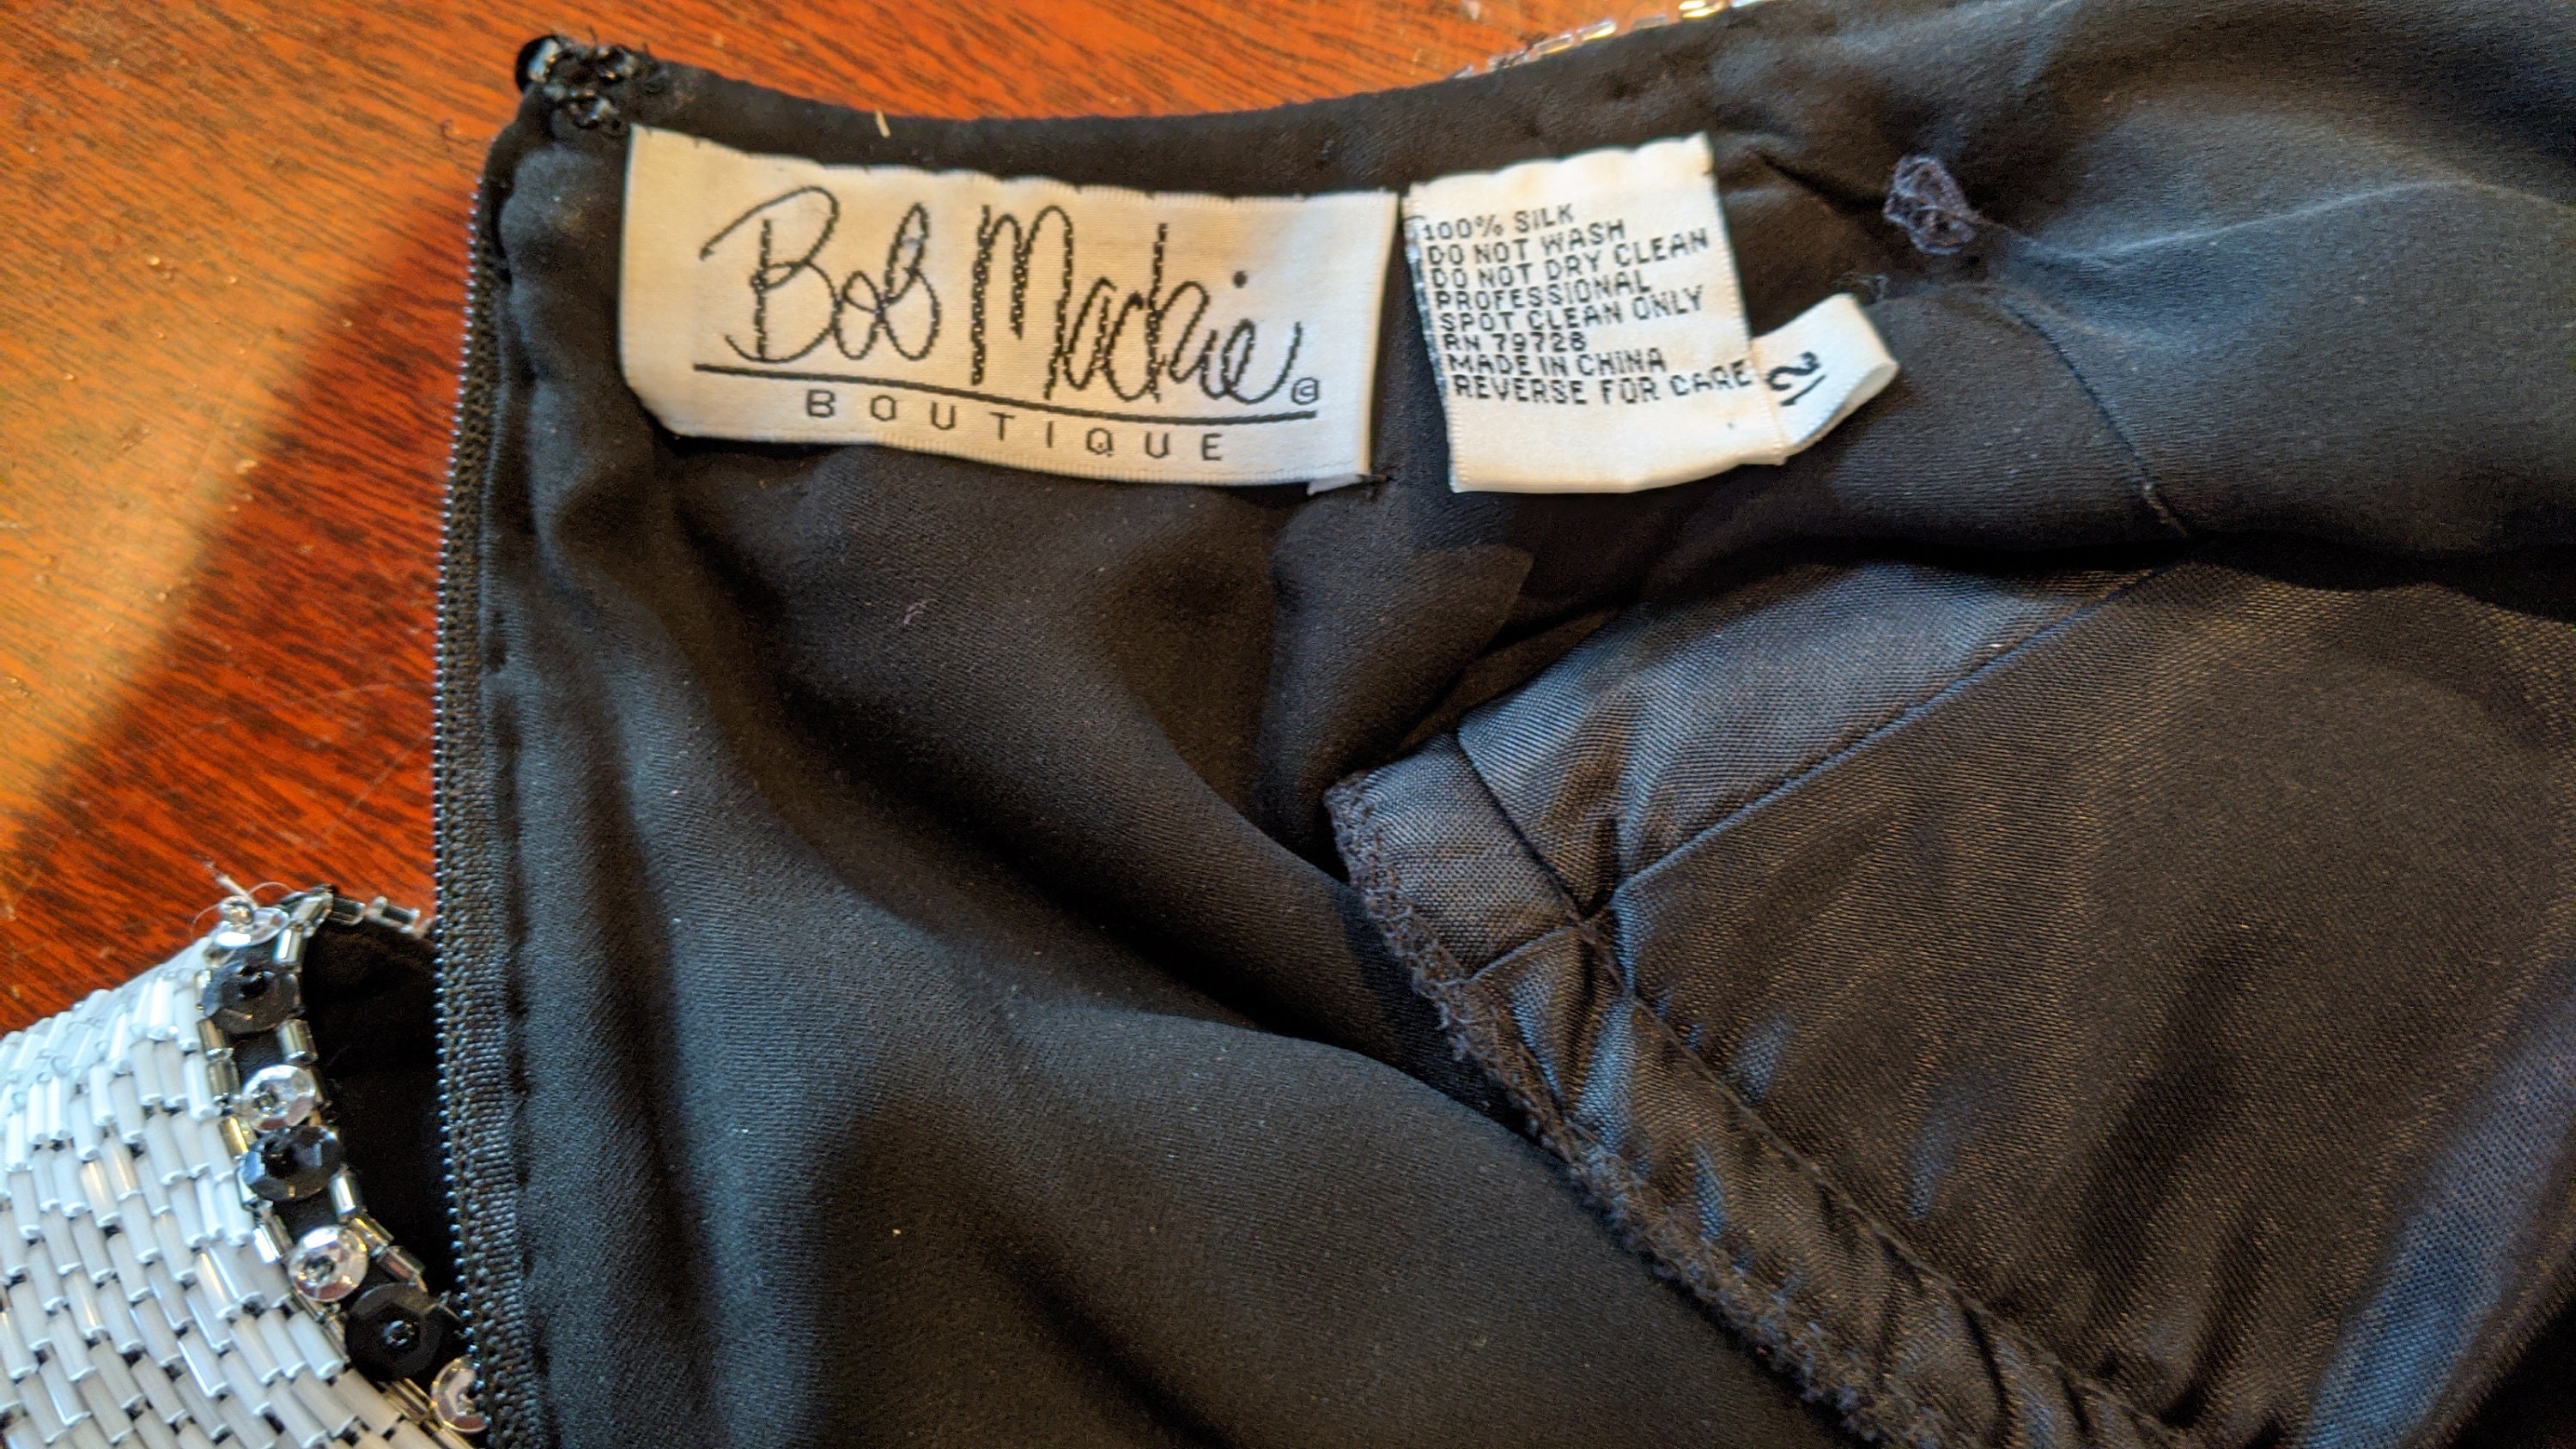 Bob Mackie ©
BOUTIQUE
100% SILK
DO NOT WASH
DO NOT DRY CLEAN
PROFESSIONAL
SPOT CLEAN ONLY
RN 79728
MADE IN CHINA
REVERSE FOR CARE
12